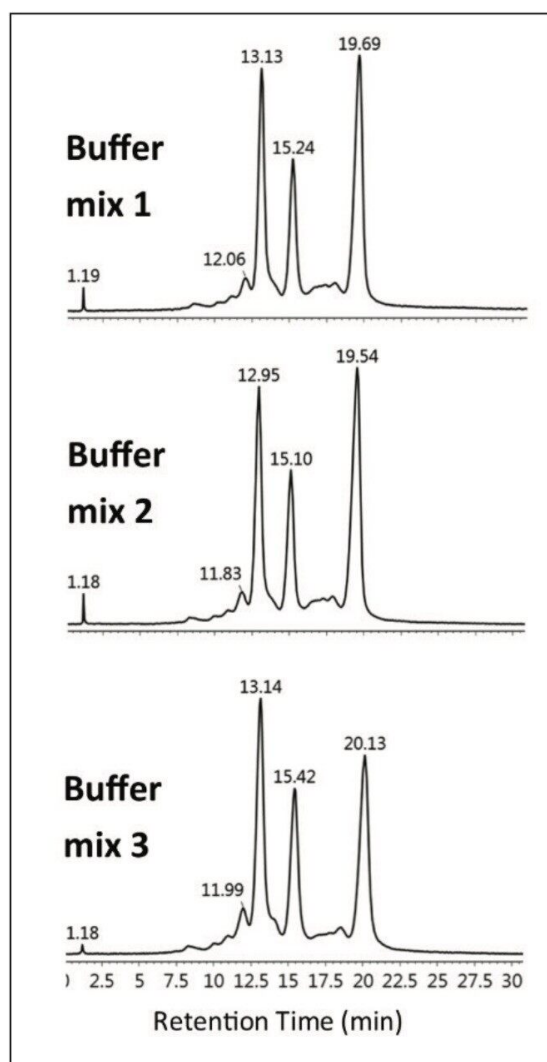 19.69
13.13
Buffer
mix 1
15.24
12.06
1.19
19.54
12.95
Buffer
mix 2
15.10
11.83
1.18
13.14
20.13
Buffer
mix 3
15.42
11.99
1.18
) 2.5 5 7.5 10 12.5 15 17.5 20 22.5 25 27.5 30
Retention Time (min)